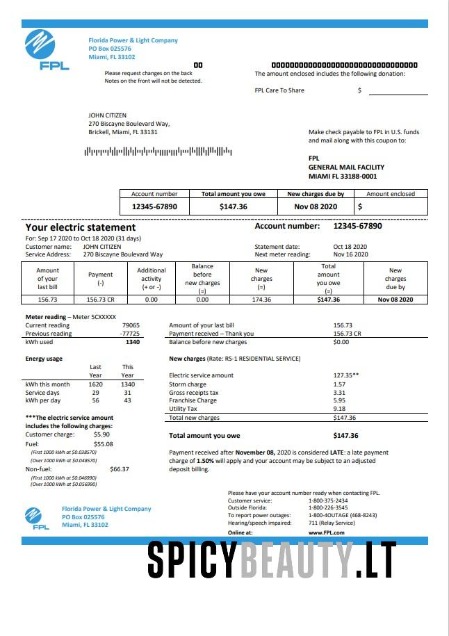 Florida Power & Light Company
PO Box 025576
Miami, FL 33102
FPL
Please request changes on the back
Notes on the front will not be detected.
The amount enclosed includes the following donation:
FPL Care To Share $
JOHN CITIZEN
270 Biscayne Boulevard Way,
Brickell, Miami, FL 33131
Make check payable to FPL in U.S. funds
and mail along with this coupon to:
FPL
GENERAL MAIL FACILITY
MIAMI FL 33188-0001
Account number Total amount you owe New charges due by Amount enclosed
12345-67890 $147.36 Nov 08 2020 $
Your electric statement Account number: 12345-67890
For: Sep 17 2020 to Oct 18 2020 (31 days)
Customer name: JOHN CITIZEN Statement date: Oct 18 2020
Service Address: 270 Biscayne Boulevard Way Next meter reading: Nov 16 2020
Amount of your last bill
Payment (-)
Additional activity (+ or -)
Balance before new charges (=)
New charges (=)
Total amount you owe (=)
New charges due by
156.73 156.73 CR 0.00 0.00 174.36 $147.36 Nov 08 2020
Meter reading – Meter 5CXXXXX
Current reading 79065
Previous reading -77725
kWh used 1340
Amount of your last bill 156.73
Payment received – Thank you 156.73 CR
Balance before new charges $0.00
Energy usage
Last Year This Year
kWh this month 1620 1340
Service days 29 31
kWh per day 56 43
New charges (Rate: RS-1 RESIDENTIAL SERVICE)
Electric service amount 127.35**
Storm charge 1.57
Gross receipts tax 3.31
Franchise Charge 5.95
Utility Tax 9.18
Total new charges $147.36
***The electric service amount
includes the following charges:
Customer charge: $5.90
Fuel: $55.08
(First 1000 kWh at $0.038570)
(Over 1000 kWh at $0.048570)
Non-fuel: $66.37
(First 1000 kWh at $0.046890)
(Over 1000 kWh at $0.056990)
Total amount you owe $147.36
Payment received after November 08, 2020 is considered LATE; a late payment
charge of 1.50% will apply and your account may be subject to an adjusted
deposit billing.
Please have your account number ready when contacting FPL.
Customer service: 1-800-375-2434
Outside Florida: 1-800-226-3545
To report power outages: 1-800-4OUTAGE (468-8243)
Hearing/speech impaired: 711 (Relay Service)
Online at: www.FPL.com
Florida Power & Light Company
PO Box 025576
Miami, FL 33102
FPL
SPICYBEAUTY.LT